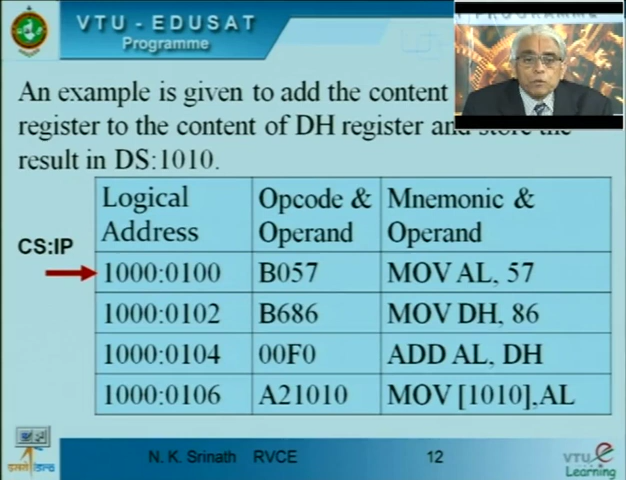 VTU - EDUSAT
Programme
An example is given to add the content
register to the content of DH register and store the
result in DS:1010.
CS:IP
Logical Address Opcode & Operand Mnemonic & Operand
1000:0100 B057 MOV AL, 57
1000:0102 B686 MOV DH, 86
1000:0104 00F0 ADD AL, DH
1000:0106 A21010 MOV [1010],AL
N. K. Srinath RVCE 12
VTU e
Learning